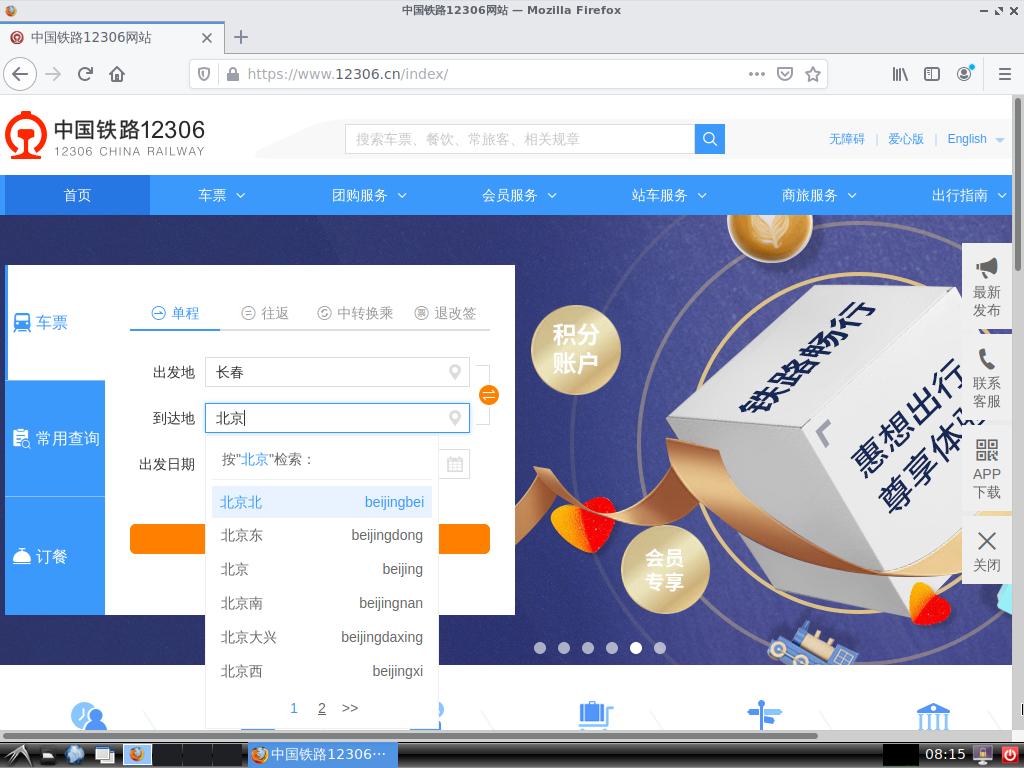 中国铁路12306网站 — Mozilla Firefox
中国铁路12306网站
https://www.12306.cn/index/
中国铁路12306
12306 CHINA RAILWAY
搜索车票、餐饮、常旅客、相关规章
无障碍 | 爱心版 | English
首页 车票 团购服务 会员服务 站车服务 商旅服务 出行指南
车票
常用查询
订餐
单程 往返 中转换乘 退改签
出发地 长春
到达地 北京
出发日期
按"北京"检索：
北京北 beijingbei
北京东 beijingdong
北京 beijing
北京南 beijingnan
北京大兴 beijingdaxing
北京西 beijingxi
1 2 >>
积分
账户
会员
专享
铁路畅行
惠想出行
尊享体
最新
发布
联系
客服
APP
下载
关闭
中国铁路12306···
08:15